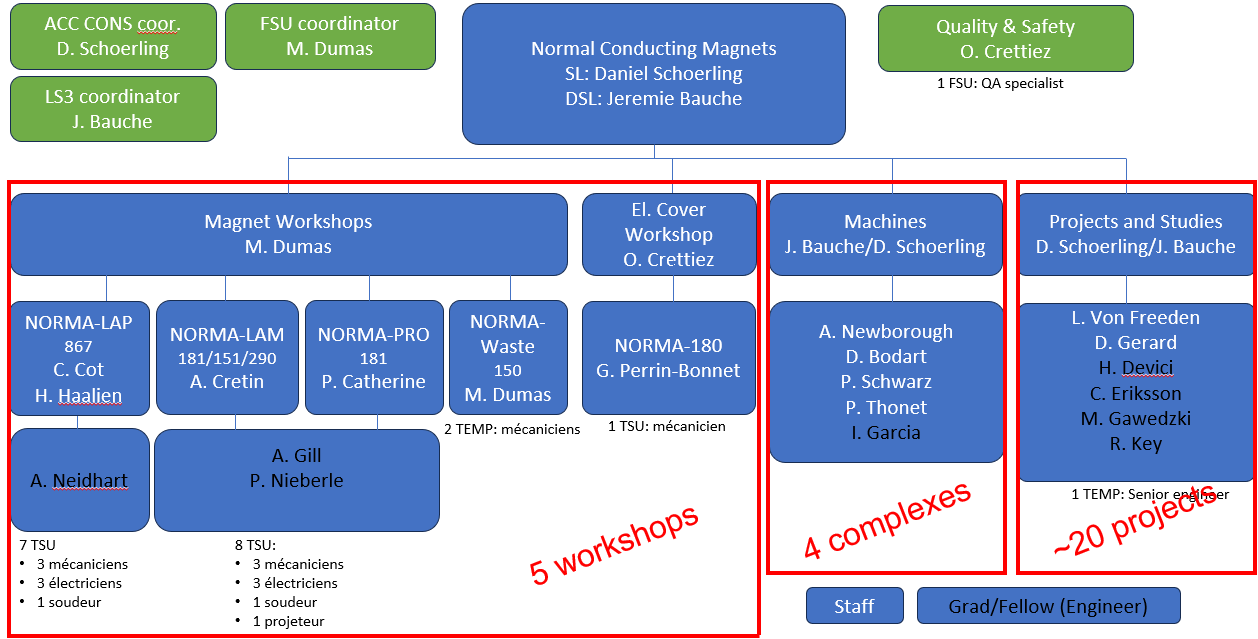 ACC CONS coor.
D. Schoerling
FSU coordinator
M. Dumas
LS3 coordinator
J. Bauche
Normal Conducting Magnets
SL: Daniel Schoerling
DSL: Jeremie Bauche
Quality & Safety
O. Crettiez
1 FSU: QA specialist
Magnet Workshops
M. Dumas
El. Cover
Workshop
O. Crettiez
Machines
J. Bauche/D. Schoerling
Projects and Studies
D. Schoerling/J. Bauche
NORMA-LAP
867
C. Cot
H. Haalien
NORMA-LAM
181/151/290
A. Cretin
NORMA-PRO
181
P. Catherine
NORMA-
Waste
150
M. Dumas
2 TEMP: mécaniciens
NORMA-180
G. Perrin-Bonnet
1 TSU: mécanicien
A. Newborough
D. Bodart
P. Schwarz
P. Thonet
I. Garcia
L. Von Freeden
D. Gerard
H. Devici
C. Eriksson
M. Gawedzki
R. Key
1 TEMP: Senior engineer
A. Neidhart
A. Gill
P. Nieberle
7 TSU
• 3 mécaniciens
• 3 électriciens
• 1 soudeur
8 TSU:
• 3 mécaniciens
• 3 électriciens
• 1 soudeur
• 1 projeteur
5 workshops
4 complexes
~20 projects
Staff
Grad/Fellow (Engineer)